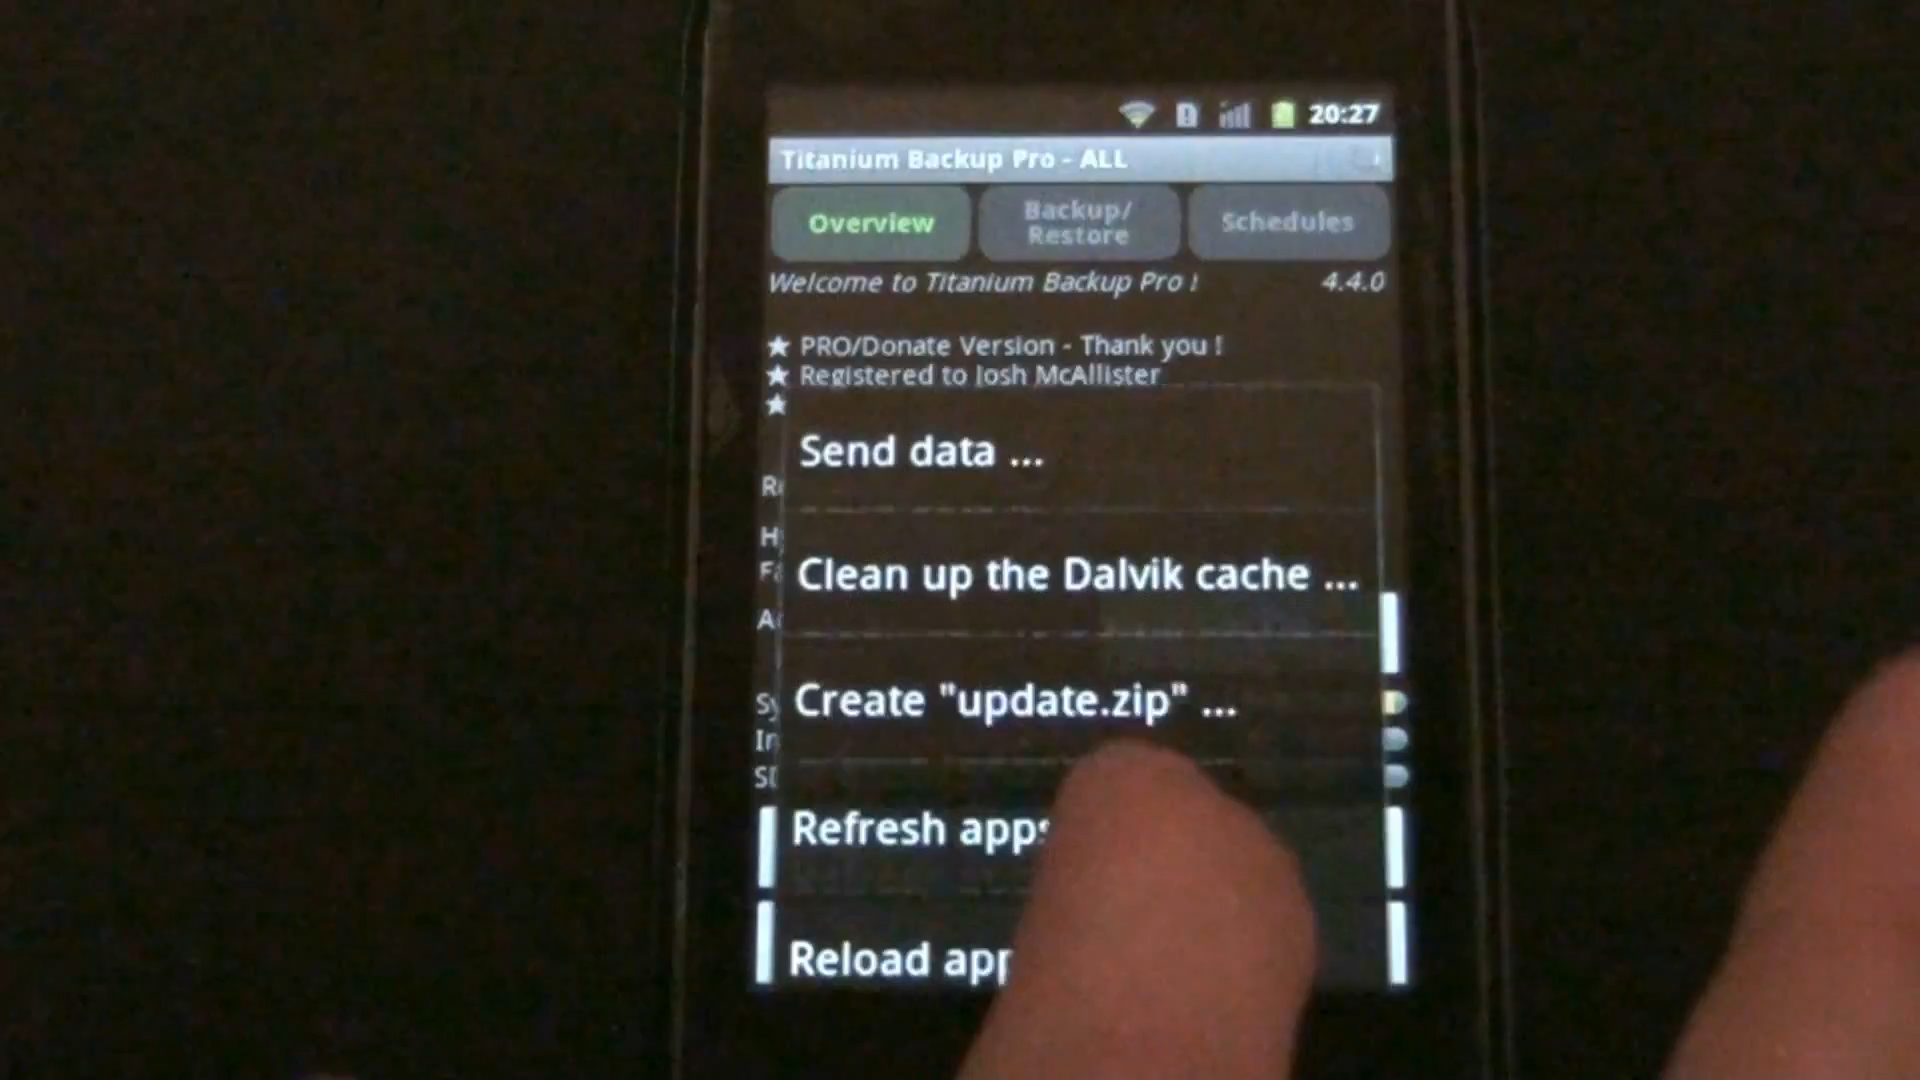 20:27
Titanium Backup Pro - ALL
Overview
Backup/
Restore
Schedules
Welcome to Titanium Backup Pro ! 4.4.0
★ PRO/Donate Version - Thank you !
★ Registered to Josh McAllister
★
Send data ...
Clean up the Dalvik cache ...
Create "update.zip" ...
Refresh apps
Reload